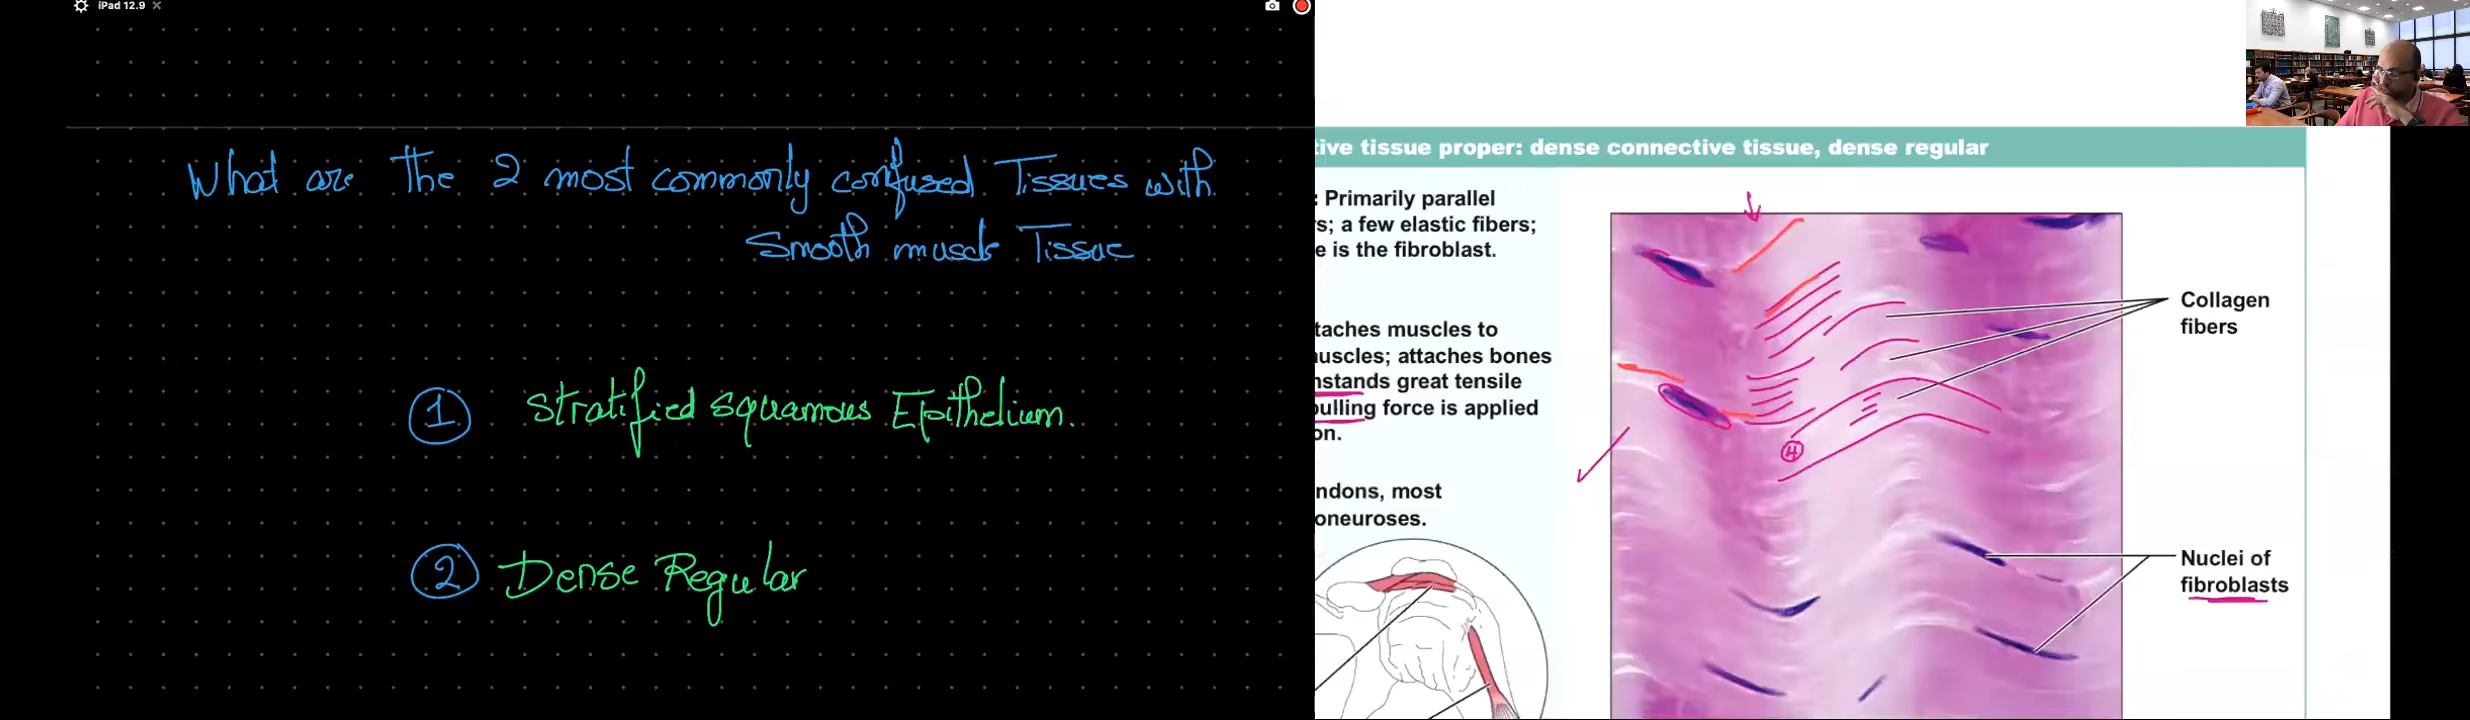 iPad 12.9
What are the 2 most commonly confused Tissues with
Smooth muscle Tissue
1 Stratified squamous Epithelium.
2 Dense Regular
tive tissue proper: dense connective tissue, dense regular
: Primarily parallel
rs; a few elastic fibers;
e is the fibroblast.
taches muscles to
nuscles; attaches bones
nstands great tensile
pulling force is applied
on.
ndons, most
oneuroses.
4
Collagen
fibers
Nuclei of
fibroblasts